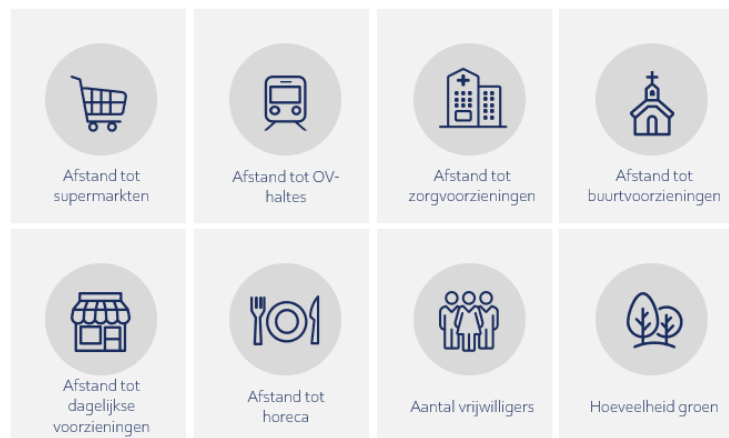 Afstand tot
supermarkten
Afstand tot OV-
haltes
Afstand tot
zorgvoorzieningen
Afstand tot
buurtvoorzieningen
Afstand tot
dagelijkse
voorzieningen
Afstand tot
horeca
Aantal vrijwilligers
Hoeveelheid groen